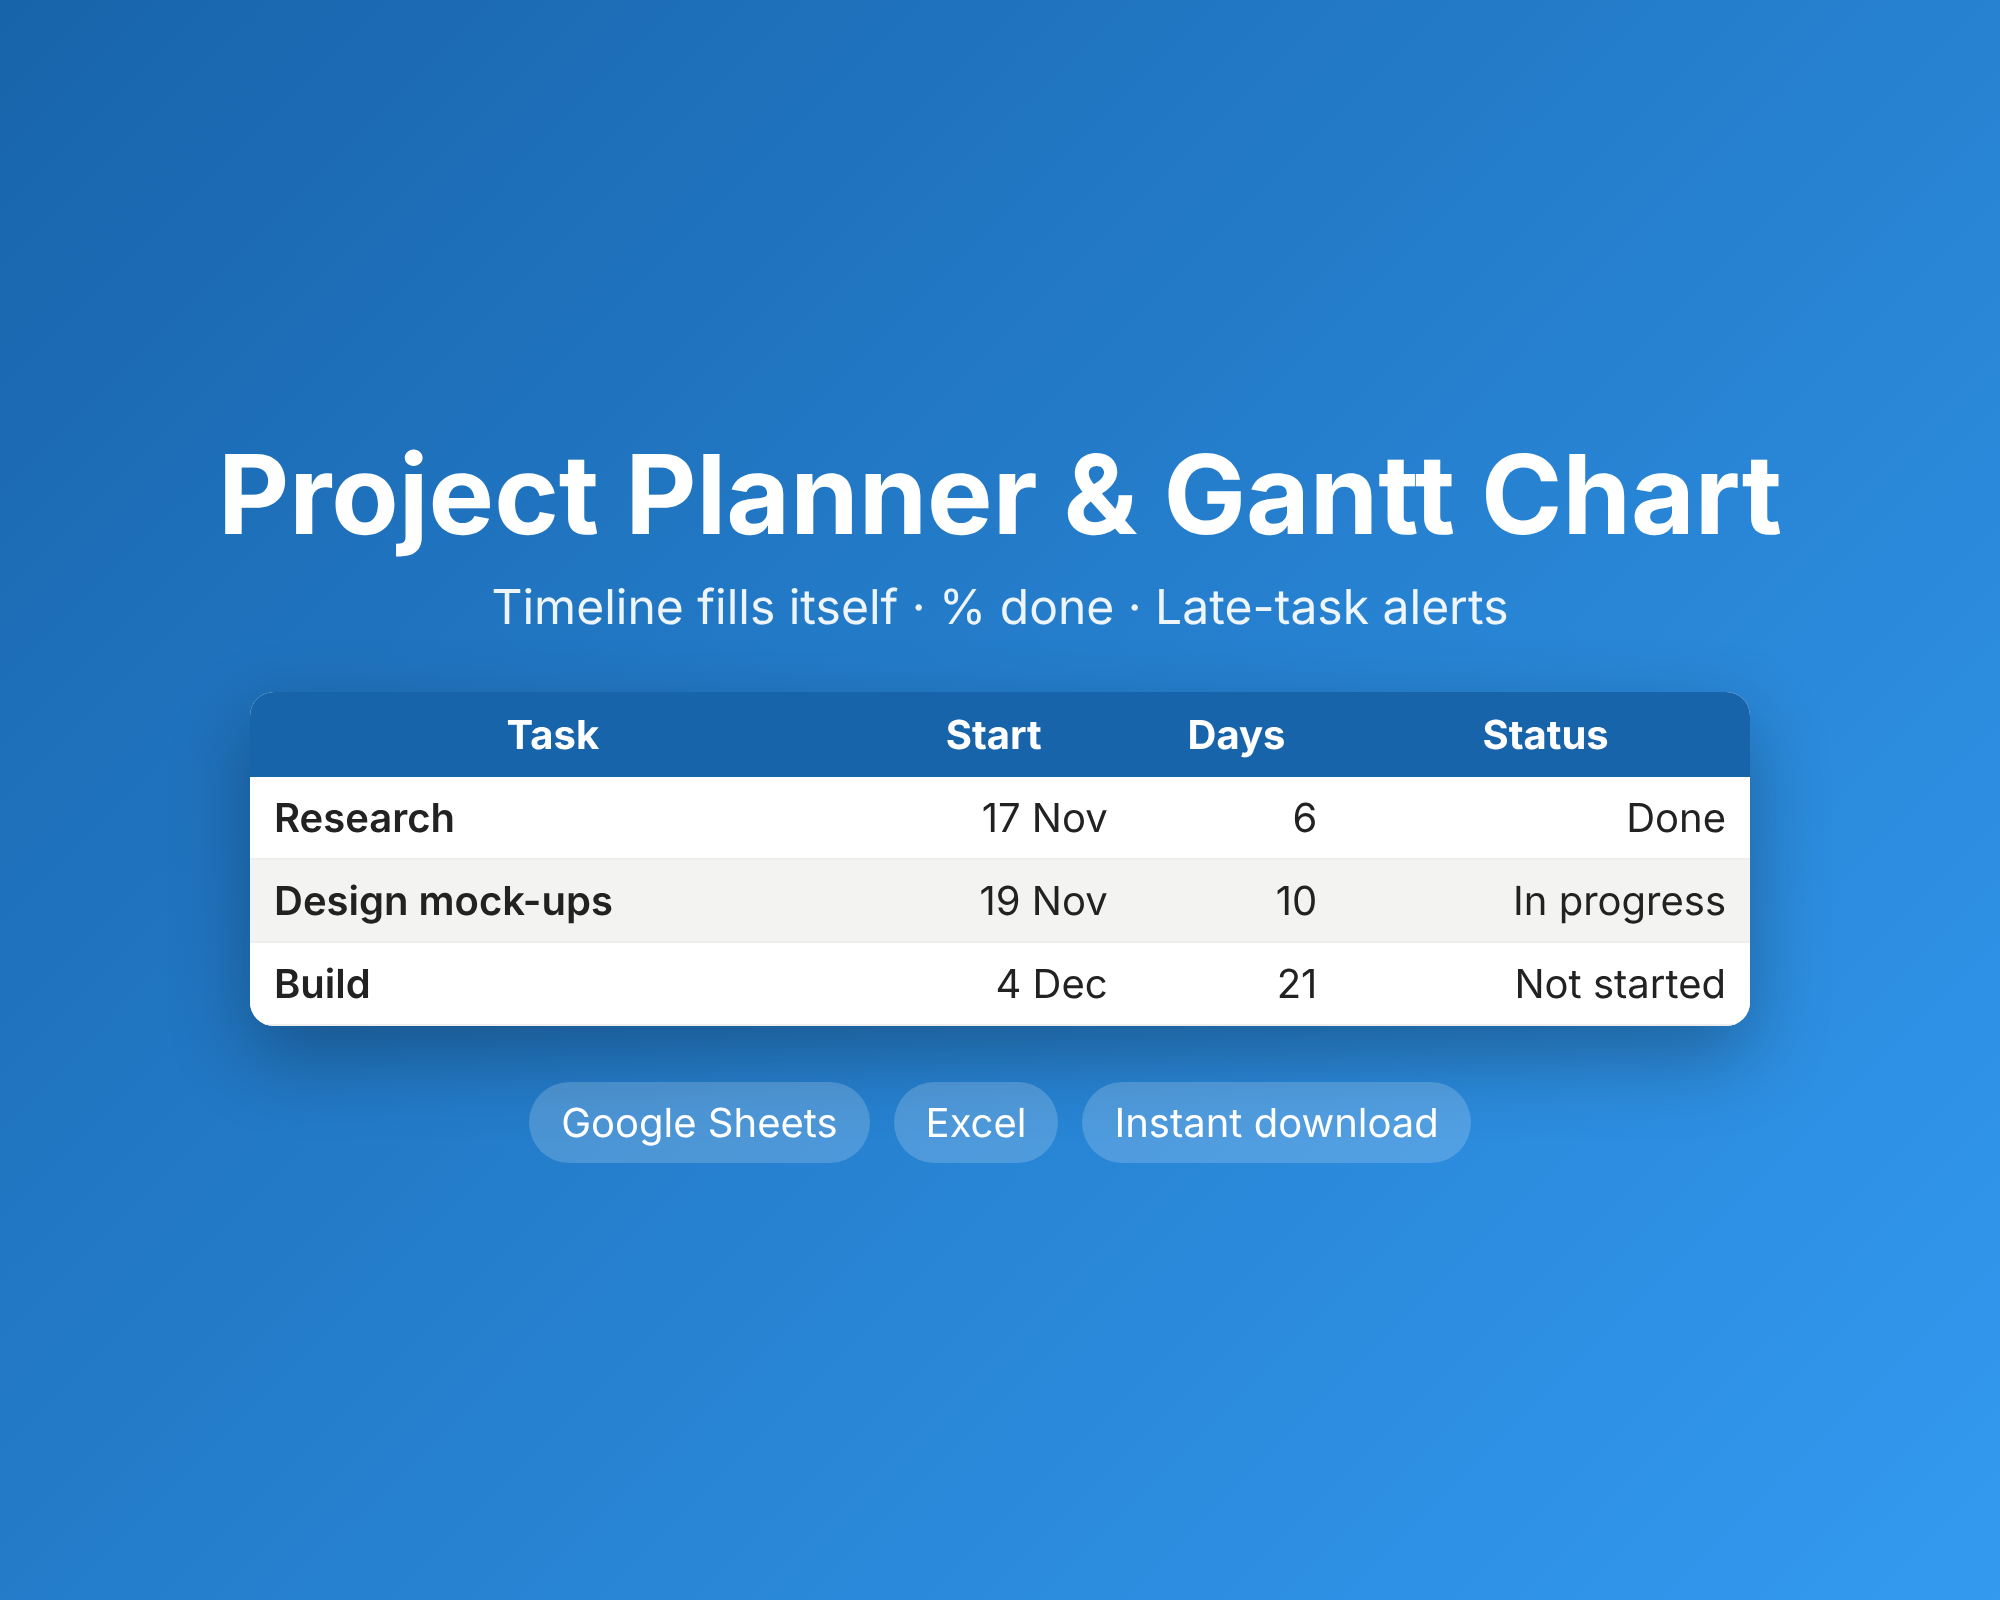 Project Planner & Gantt Chart
Timeline fills itself · % done · Late-task alerts
Task Start Days Status
Research 17 Nov 6 Done
Design mock-ups 19 Nov 10 In progress
Build 4 Dec 21 Not started
Google Sheets Excel Instant download